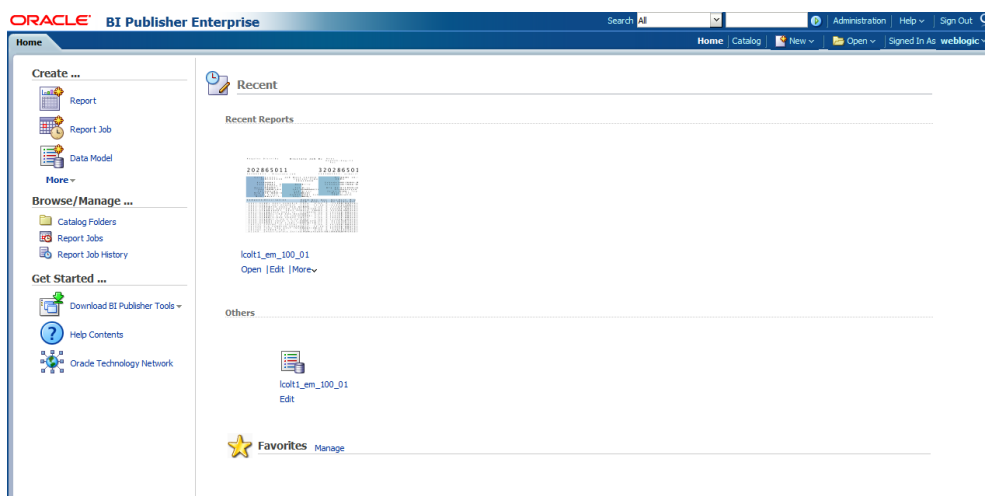 ORACLE BI Publisher Enterprise
Search All Administration Help Sign Out
Home
Home Catalog New Open Signed In As weblogic
Create ...
Report
Report Job
Data Model
More
Browse/Manage ...
Catalog Folders
Report Jobs
Report Job History
Get Started ...
Download BI Publisher Tools
Help Contents
Oracle Technology Network
Recent
Recent Reports
202865011 320286501
lcolt1_em_100_01
Open |Edit |More
Others
lcolt1_em_100_01
Edit
Favorites Manage